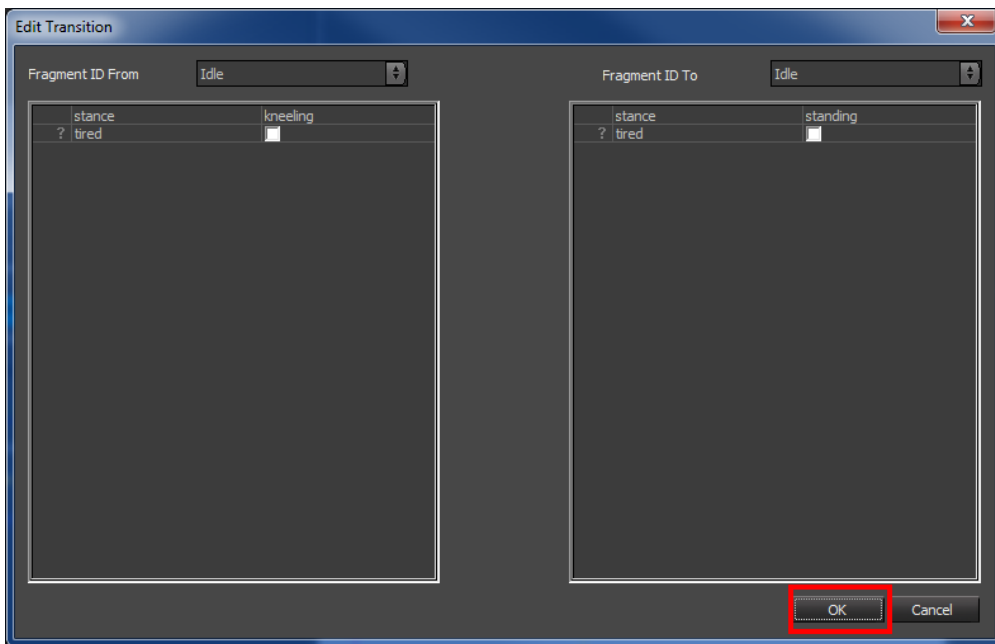 Edit Transition
x
Fragment ID From Idle
Fragment ID To Idle
stance kneeling
? tired
stance standing
? tired
OK Cancel